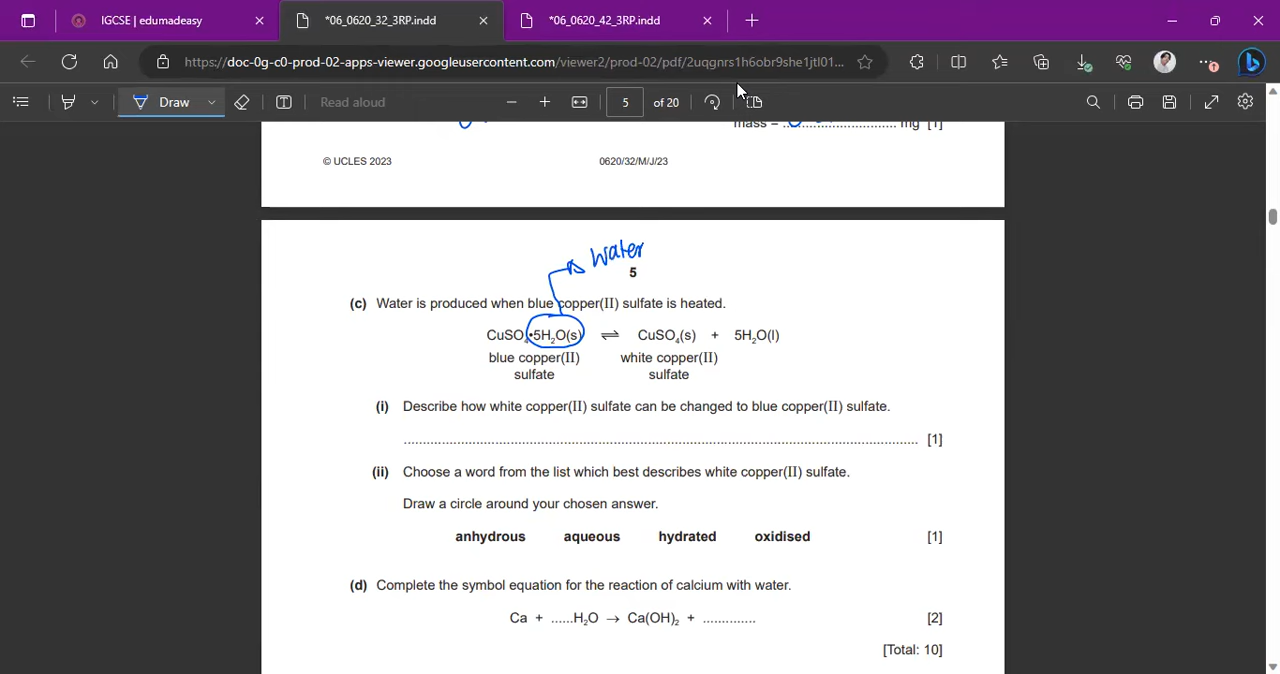 IGCSE | edumadeasy
*06_0620_32_3RP.indd
*06_0620_42_3RP.indd
https://doc-0g-c0-prod-02-apps-viewer.googleusercontent.com/viewer2/prod-02/pdf/2uqgnrs1h6obr9she1jtl01...
Draw
Read aloud
5
of 20
mass = ............................... mg [1]
© UCLES 2023
0620/32/M/J/23
Water
5
(c) Water is produced when blue copper(II) sulfate is heated.
CuSO₄•5H₂O(s) ⇌ CuSO₄(s) + 5H₂O(l)
blue copper(II) white copper(II)
sulfate sulfate
(i) Describe how white copper(II) sulfate can be changed to blue copper(II) sulfate.
.......................................................................................................................................... [1]
(ii) Choose a word from the list which best describes white copper(II) sulfate.
Draw a circle around your chosen answer.
anhydrous aqueous hydrated oxidised [1]
(d) Complete the symbol equation for the reaction of calcium with water.
Ca + ......H₂O → Ca(OH)₂ + .............. [2]
[Total: 10]